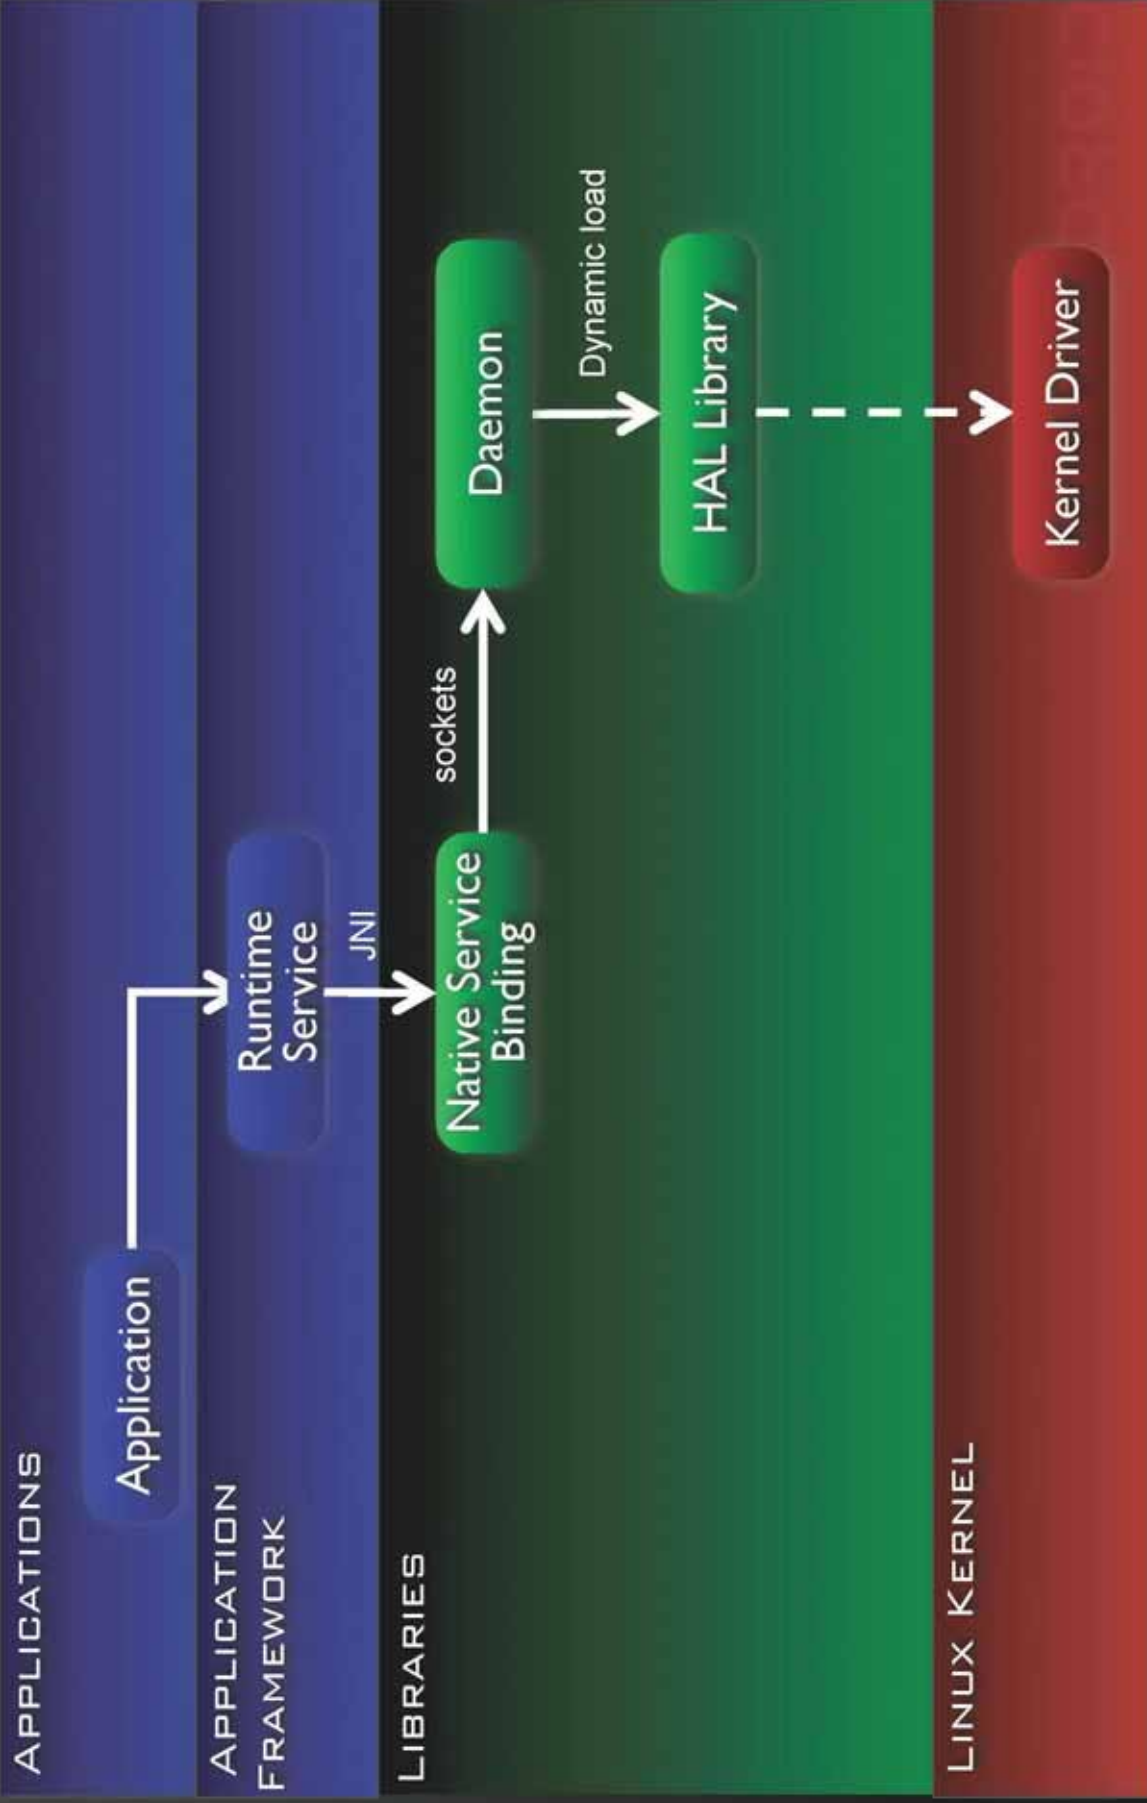 APPLICATIONS
Application
APPLICATION
FRAMEWORK
Runtime
Service
JNI
LIBRARIES
Native Service
Binding
sockets
Daemon
Dynamic load
HAL Library
LINUX KERNEL
Kernel Driver